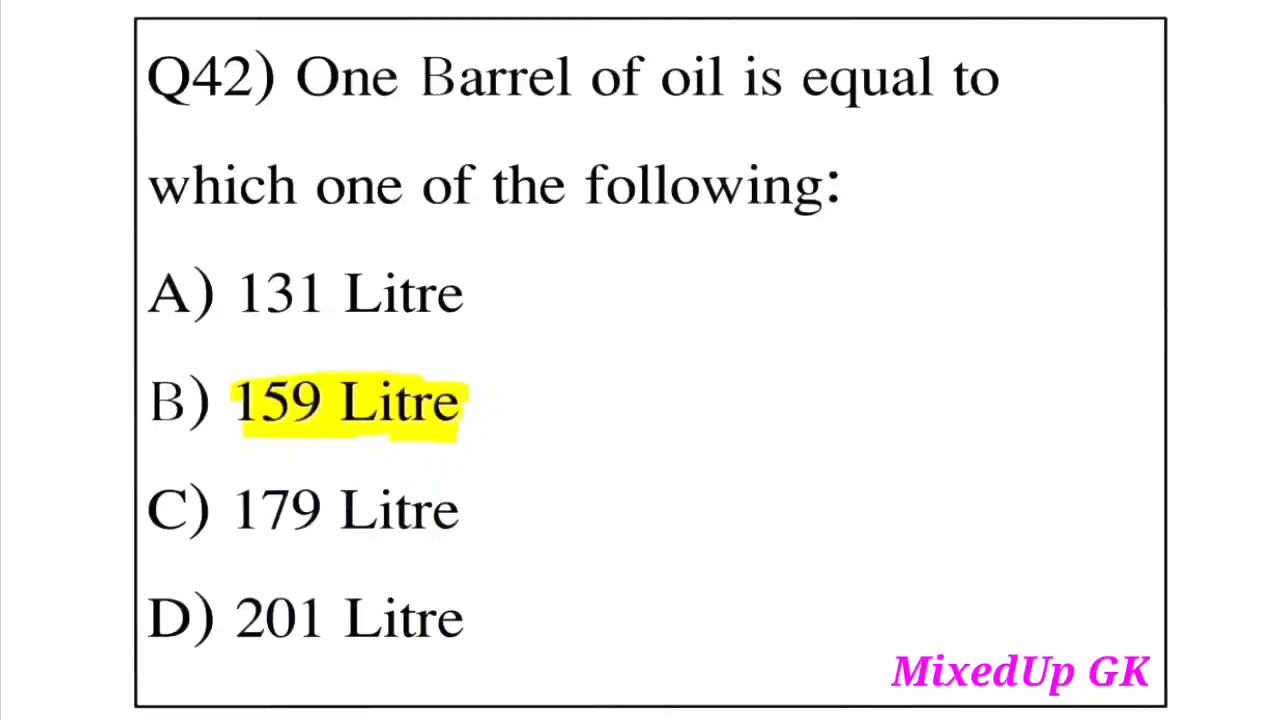 Q42) One Barrel of oil is equal to
which one of the following:
A) 131 Litre
B) 159 Litre
C) 179 Litre
D) 201 Litre
MixedUp GK